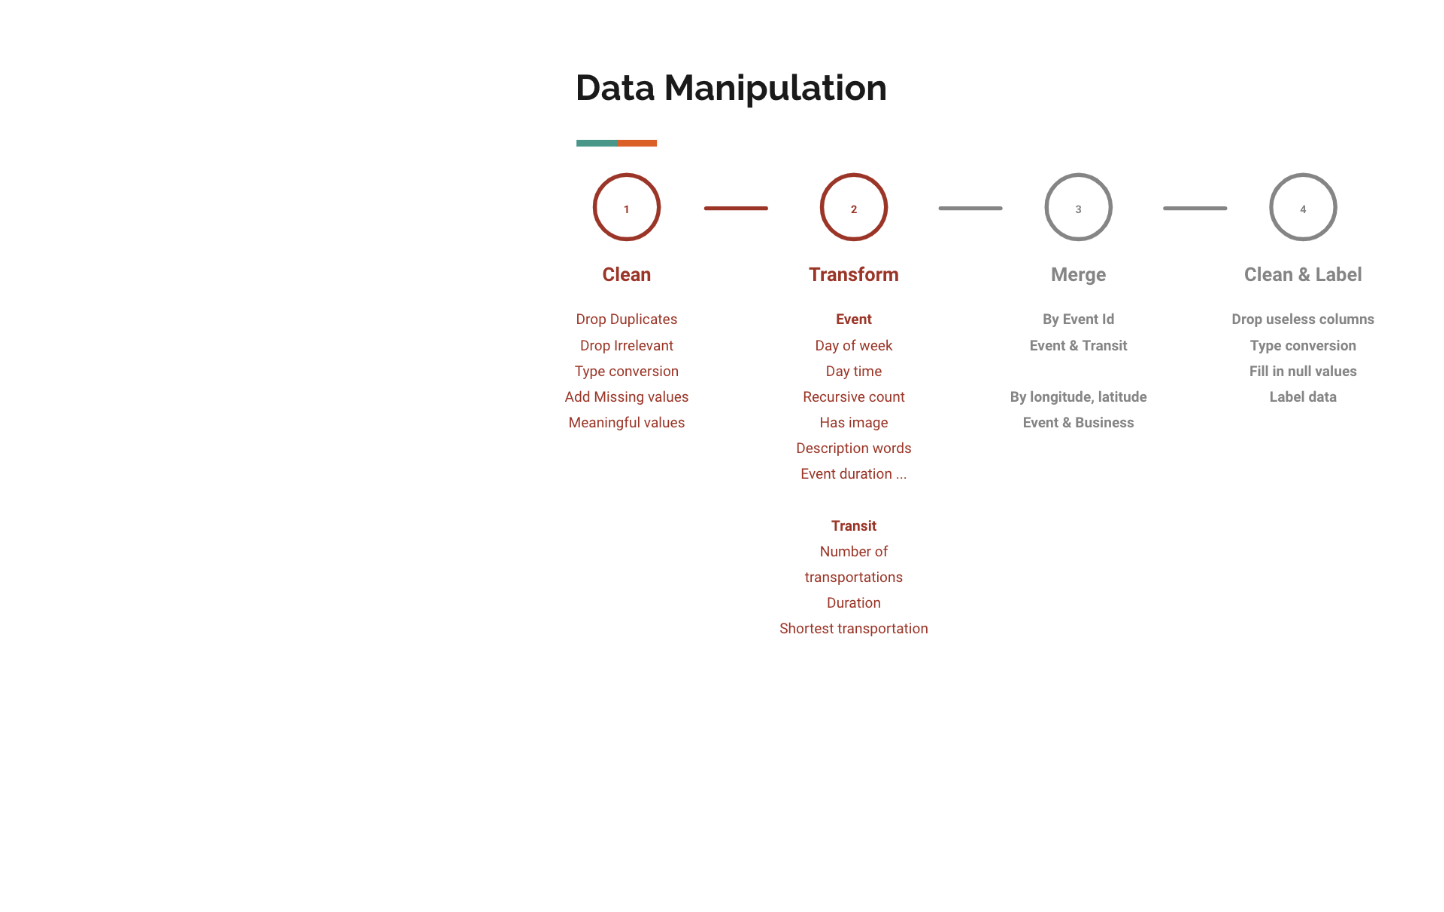 Data Manipulation
1
Clean
Drop Duplicates
Drop Irrelevant
Type conversion
Add Missing values
Meaningful values
2
Transform
Event
Day of week
Day time
Recursive count
Has image
Description words
Event duration ...
Transit
Number of
transportations
Duration
Shortest transportation
3
Merge
By Event Id
Event & Transit
By longitude, latitude
Event & Business
4
Clean & Label
Drop useless columns
Type conversion
Fill in null values
Label data